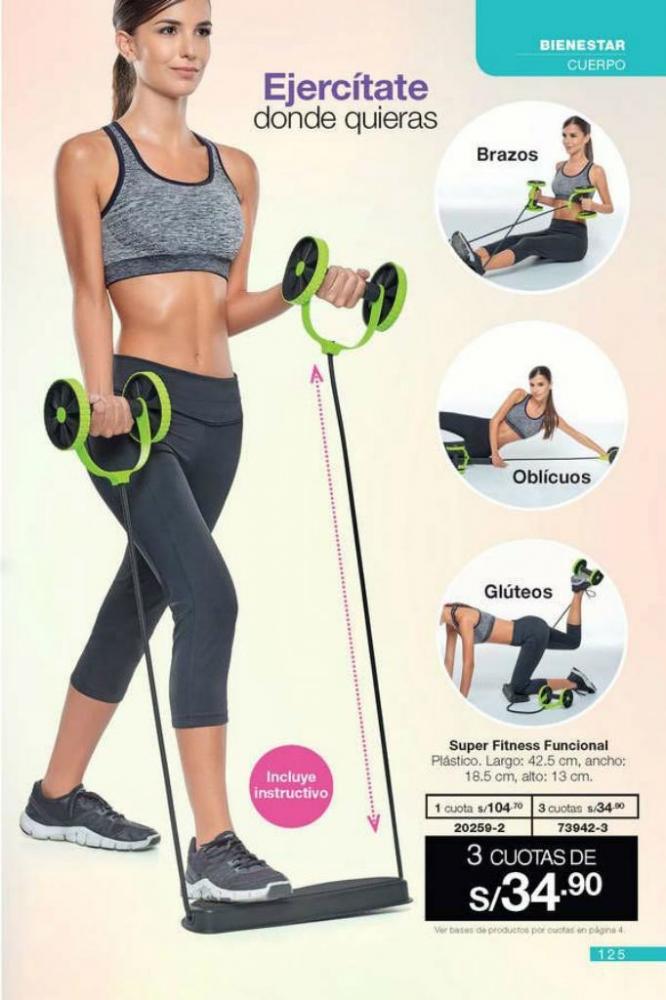 BIENESTAR
CUERPO
Ejercítate
donde quieras
Brazos
Oblícuos
Glúteos
Incluye
instructivo
Super Fitness Funcional
Plástico. Largo: 42.5 cm, ancho:
18.5 cm, alto: 13 cm.
1 cuota s/104.70 3 cuotas s/34.90
20259-2 73942-3
3 CUOTAS DE
S/34.90
Ver bases de productos por cuotas en página 4.
125